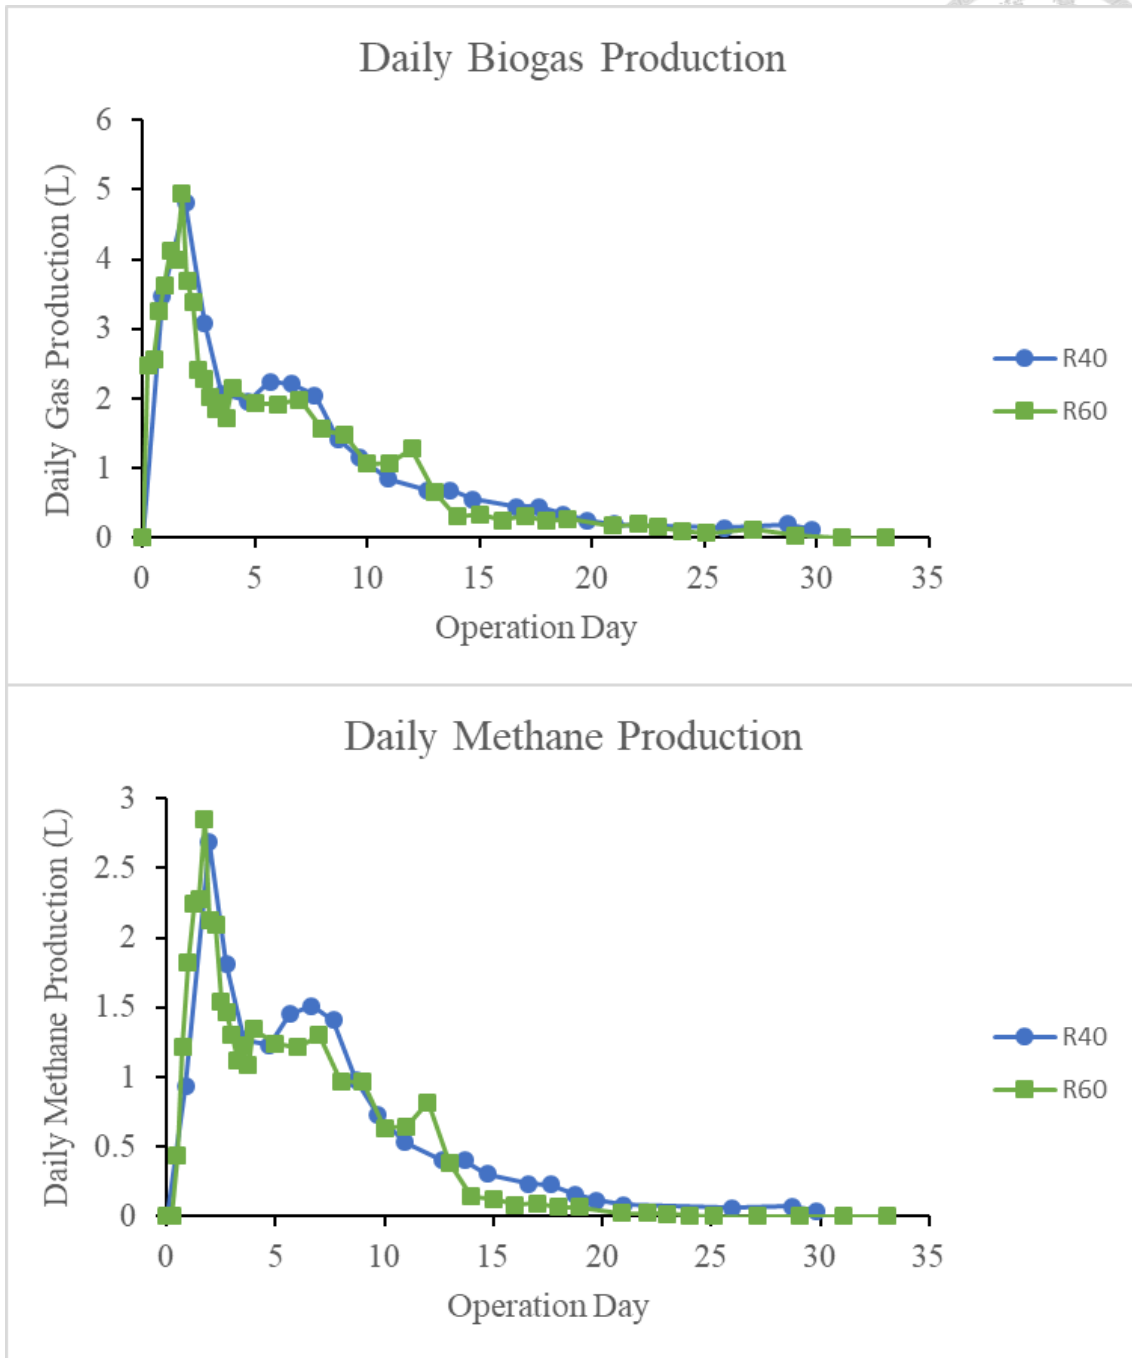 Daily Biogas Production
6
5
4
3
2
1
0
Daily Gas Production (L)
0 5 10 15 20 25 30 35
Operation Day
R40
R60
Daily Methane Production
3
2.5
2
1.5
1
0.5
0
Daily Methane Production (L)
0 5 10 15 20 25 30 35
Operation Day
R40
R60